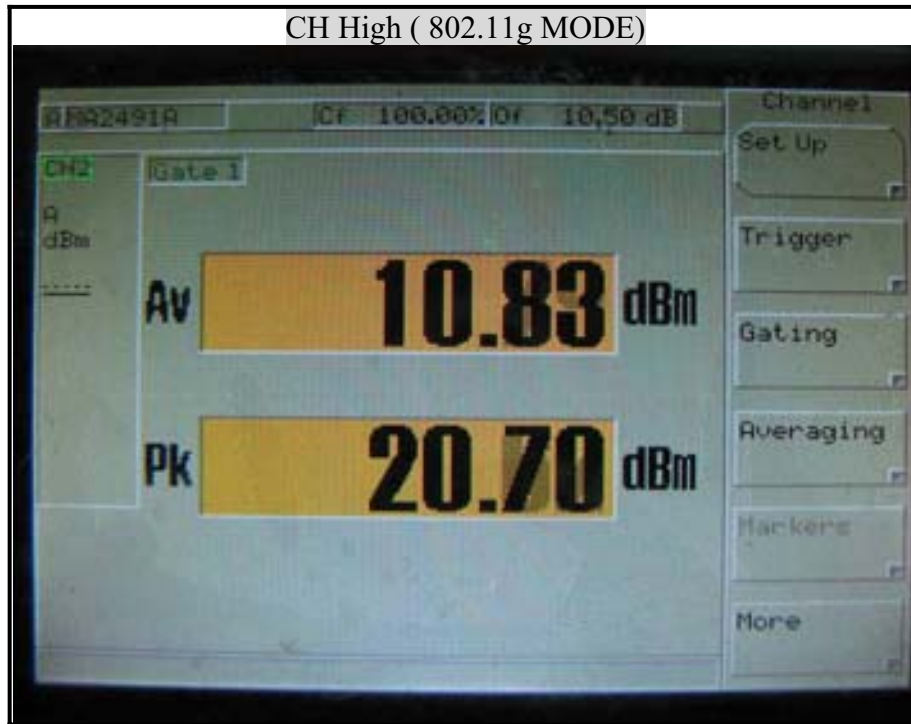 CH High ( 802.11g MODE)
A MA2491A Cf 100.00% Of 10,50 dB
Channel
Set Up
CH2
Gate 1
A
dBm
-----
Trigger
Av 10.83 dBm
Gating
Averaging
Pk 20.70 dBm
Markers
More